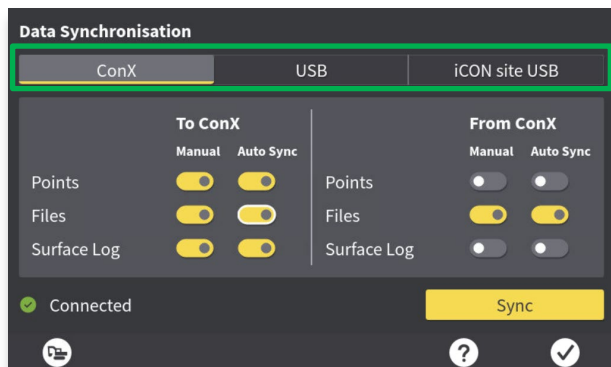 Data Synchronisation
ConX USB iCON site USB
To ConX From ConX
Manual Auto Sync Manual Auto Sync
Points Points
Files Files
Surface Log Surface Log
Connected Sync
?